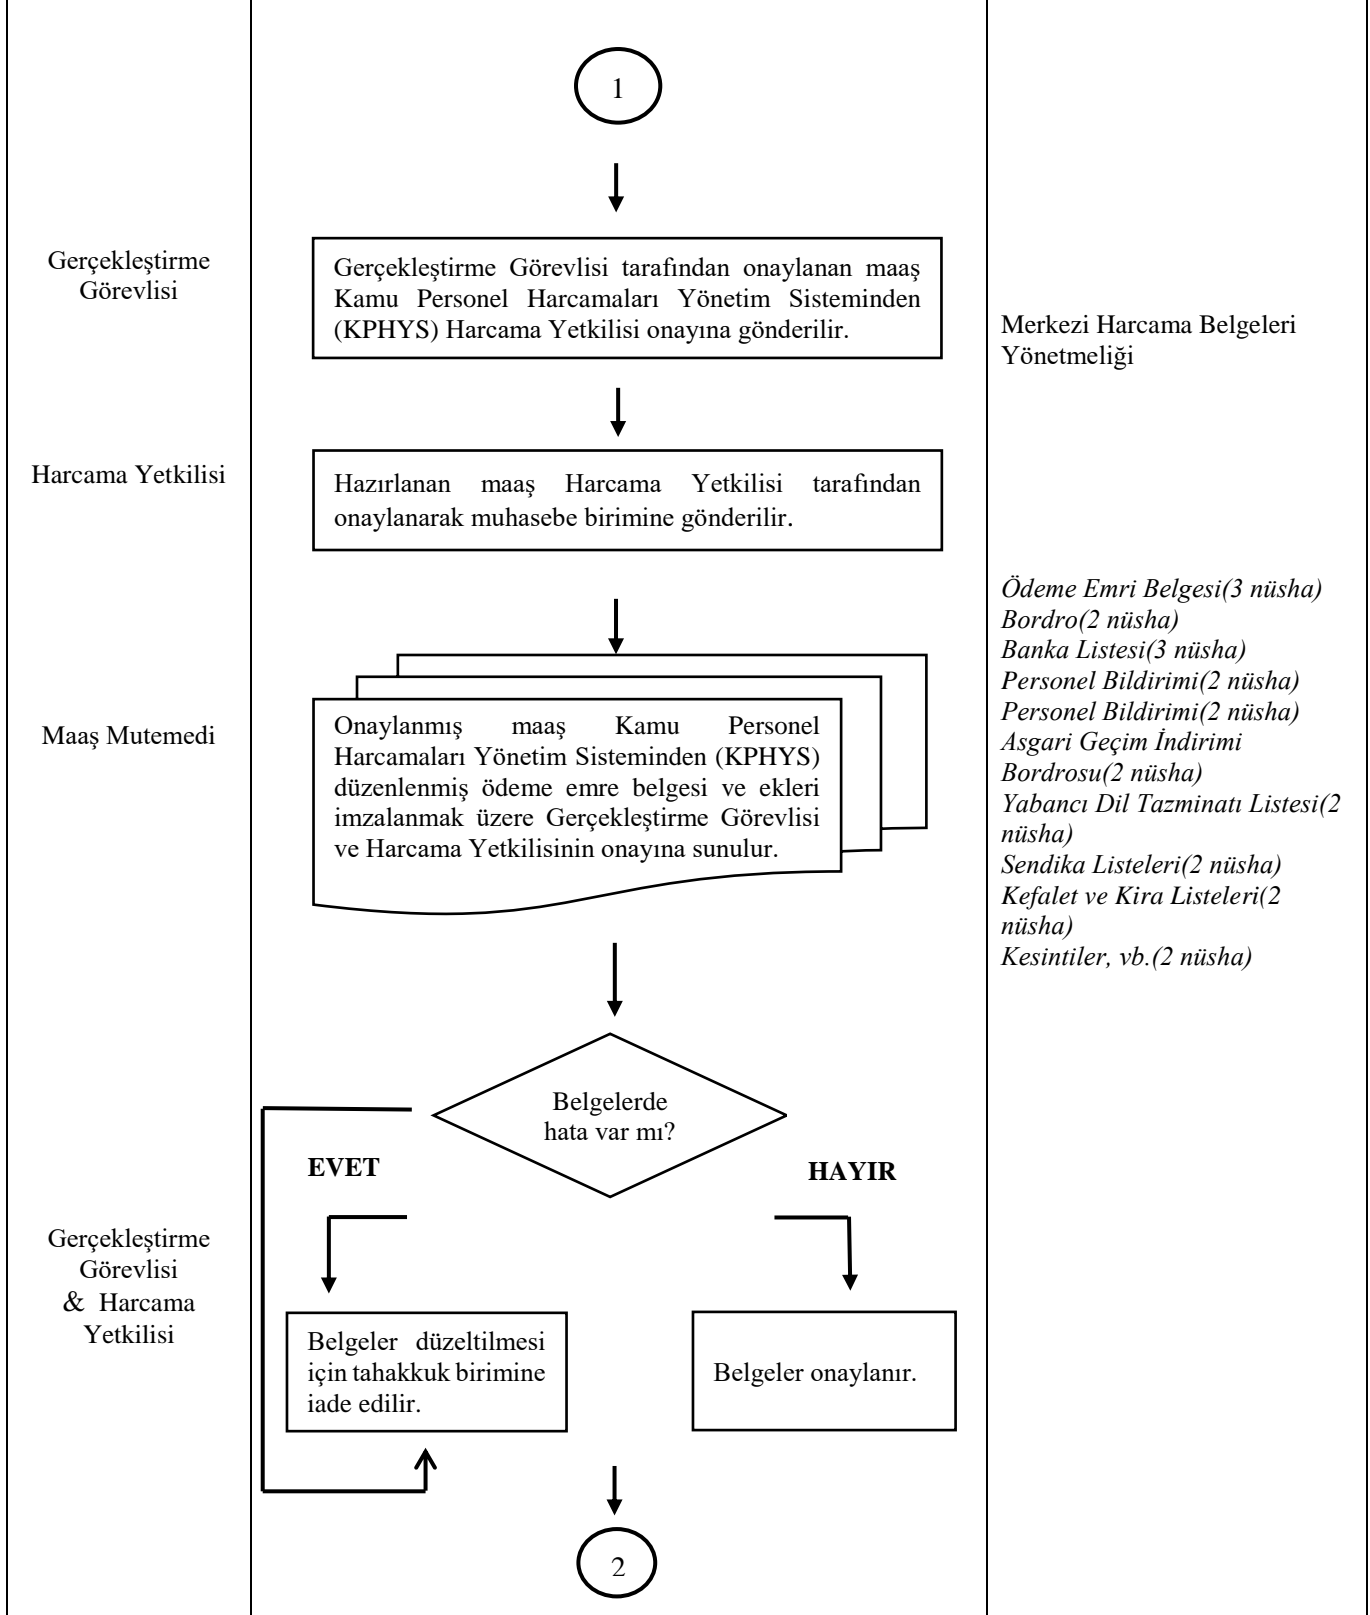 1
Gerçekleştirme
Görevlisi
Gerçekleştirme Görevlisi tarafından onaylanan maaş
Kamu Personel Harcamaları Yönetim Sisteminden
(KPHYS) Harcama Yetkilisi onayına gönderilir.
Merkezi Harcama Belgeleri
Yönetmeliği
Harcama Yetkilisi
Hazırlanan maaş Harcama Yetkilisi tarafından
onaylanarak muhasebe birimine gönderilir.
Ödeme Emri Belgesi(3 nüsha)
Bordro(2 nüsha)
Banka Listesi(3 nüsha)
Personel Bildirimi(2 nüsha)
Personel Bildirimi(2 nüsha)
Asgari Geçim İndirimi
Bordrosu(2 nüsha)
Yabancı Dil Tazminatı Listesi(2
nüsha)
Sendika Listeleri(2 nüsha)
Kefalet ve Kira Listeleri(2
nüsha)
Kesintiler, vb.(2 nüsha)
Maaş Mutemedi
Onaylanmış maaş Kamu Personel
Harcamaları Yönetim Sisteminden (KPHYS)
düzenlenmiş ödeme emre belgesi ve ekleri
imzalanmak üzere Gerçekleştirme Görevlisi
ve Harcama Yetkilisinin onayına sunulur.
Belgelerde
hata var mı?
EVET
HAYIR
Gerçekleştirme
Görevlisi
& Harcama
Yetkilisi
Belgeler düzeltilmesi
için tahakkuk birimine
iade edilir.
Belgeler onaylanır.
2